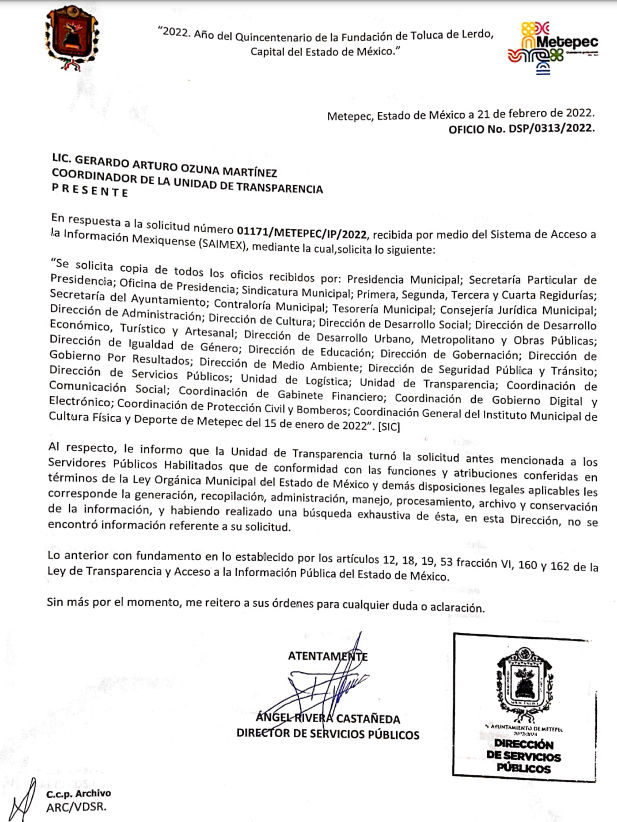 "2022. Año del Quincentenario de la Fundación de Toluca de Lerdo,
Capital del Estado de México."
Metepec
Metepec, Estado de México a 21 de febrero de 2022.
OFICIO No. DSP/0313/2022.
LIC. GERARDO ARTURO OZUNA MARTÍNEZ
COORDINADOR DE LA UNIDAD DE TRANSPARENCIA
P R E S E N T E
En respuesta a la solicitud número 01171/METEPEC/IP/2022, recibida por medio del Sistema de Acceso a
la Información Mexiquense (SAIMEX), mediante la cual,solicita lo siguiente:
"Se solicita copia de todos los oficios recibidos por: Presidencia Municipal; Secretaría Particular de
Presidencia; Oficina de Presidencia; Sindicatura Municipal; Primera, Segunda, Tercera y Cuarta Regidurías;
Secretaría del Ayuntamiento; Contraloría Municipal; Tesorería Municipal; Consejería Jurídica Municipal;
Dirección de Administración; Dirección de Cultura; Dirección de Desarrollo Social; Dirección de Desarrollo
Económico, Turístico y Artesanal; Dirección de Desarrollo Urbano, Metropolitano y Obras Públicas;
Dirección de Igualdad de Género; Dirección de Educación; Dirección de Gobernación; Dirección de
Gobierno Por Resultados; Dirección de Medio Ambiente; Dirección de Seguridad Pública y Tránsito;
Dirección de Servicios Públicos; Unidad de Logística; Unidad de Transparencia; Coordinación de
Comunicación Social; Coordinación de Gabinete Financiero; Coordinación de Gobierno Digital y
Electrónico; Coordinación de Protección Civil y Bomberos; Coordinación General del Instituto Municipal de
Cultura Física y Deporte de Metepec del 15 de enero de 2022". [SIC]
Al respecto, le informo que la Unidad de Transparencia turnó la solicitud antes mencionada a los
Servidores Públicos Habilitados que de conformidad con las funciones y atribuciones conferidas en
términos de la Ley Orgánica Municipal del Estado de México y demás disposiciones legales aplicables les
corresponde la generación, recopilación, administración, manejo, procesamiento, archivo y conservación
de la información, y habiendo realizado una búsqueda exhaustiva de ésta, en esta Dirección, no se
encontró información referente a su solicitud.
Lo anterior con fundamento en lo establecido por los artículos 12, 18, 19, 53 fracción VI, 160 y 162 de la
Ley de Transparencia y Acceso a la Información Pública del Estado de México.
Sin más por el momento, me reitero a sus órdenes para cualquier duda o aclaración.
ATENTAMENTE
ÁNGEL RIVERA CASTAÑEDA
DIRECTOR DE SERVICIOS PÚBLICOS
AYUNTAMIENTO DE METEPEC
DIRECCIÓN
DE SERVICIOS
PÚBLICOS
C.c.p. Archivo
ARC/VDSR.